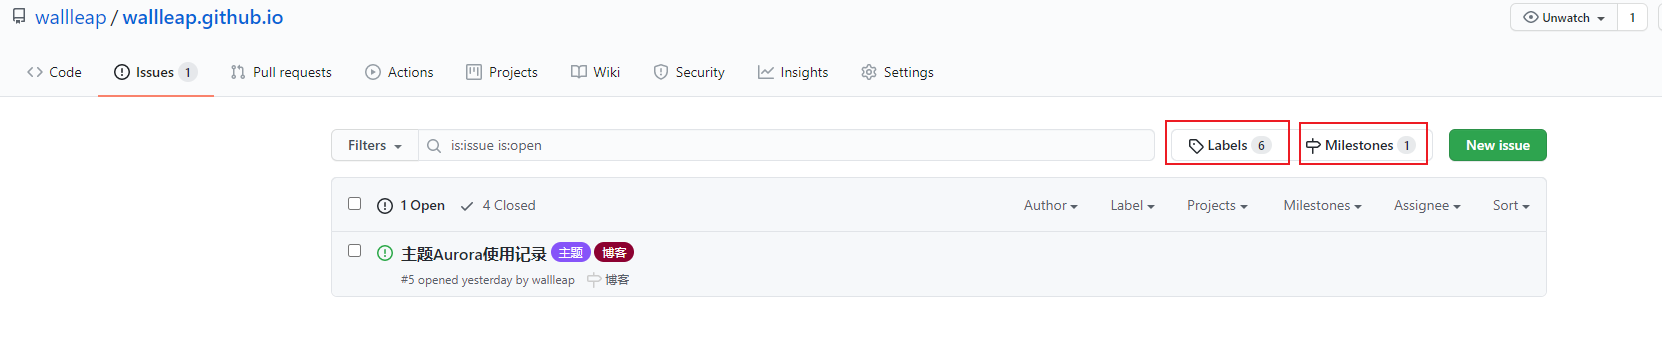 wallleap / wallleap.github.io Unwatch 1
Code Issues 1 Pull requests Actions Projects Wiki Security Insights Settings
Filters is:issue is:open Labels 6 Milestones 1 New issue
1 Open 4 Closed Author Label Projects Milestones Assignee Sort
主题Aurora使用记录 主题 博客
#5 opened yesterday by wallleap 博客